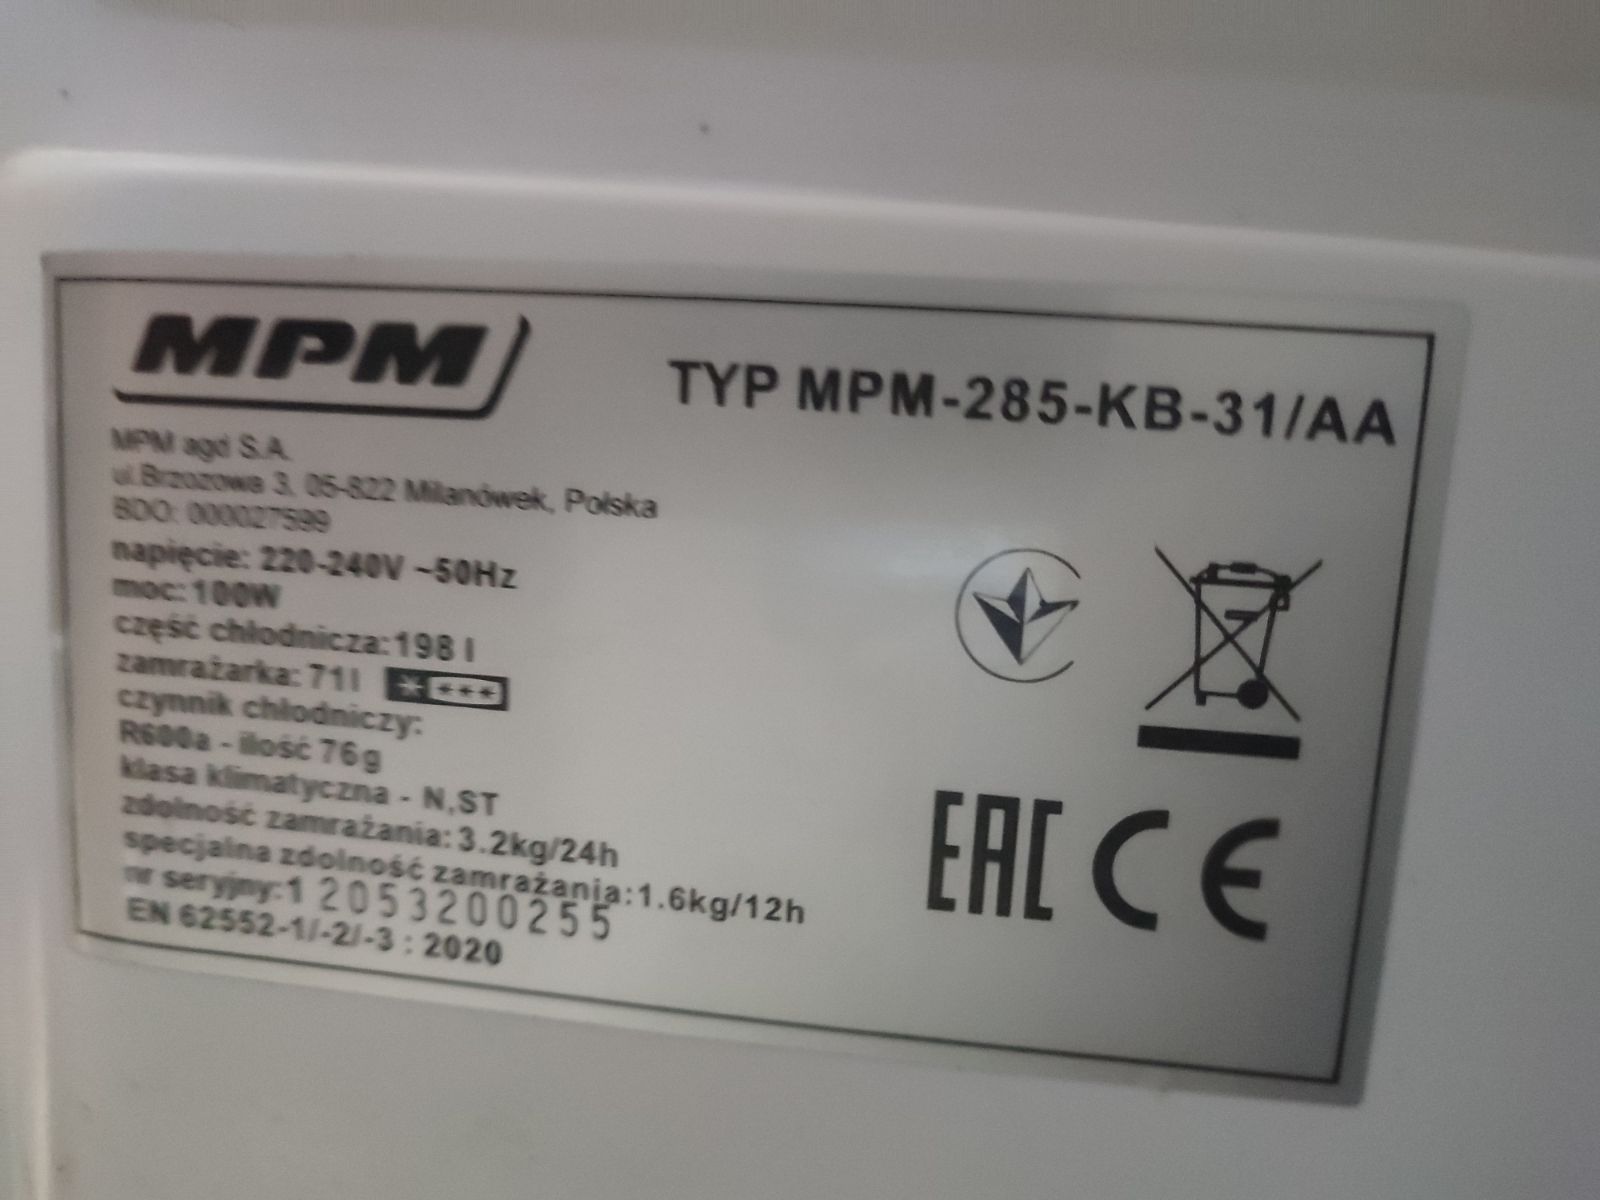 MPM
TYP MPM-285-KB-31/AA
MPM agd S.A.
ul.Brzozowa 3, 05-822 Milanówek, Polska
BDO: 000027599
napięcie: 220-240V ~50Hz
moc: 100W
część chłodnicza: 198 l
zamrażarka: 71 l
czynnik chłodniczy:
R600a - ilość 76g
klasa klimatyczna - N,ST
zdolność zamrażania: 3.2kg/24h
specjalna zdolność zamrażania: 1.6kg/12h
nr seryjny: 1 2053200255
EN 62552-1/-2/-3 : 2020
EAC CE